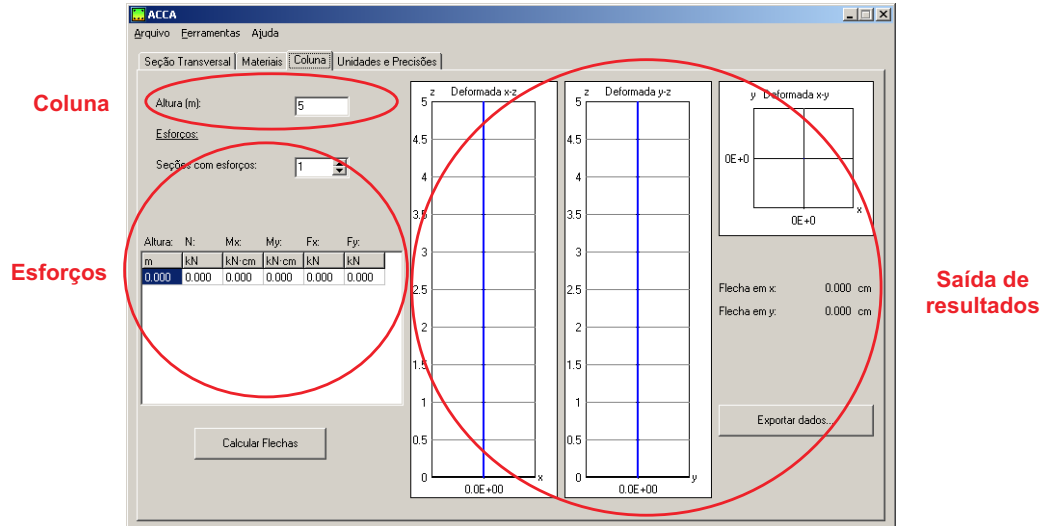 ACCA
Arquivo Ferramentas Ajuda
Seção Transversal Materiais Coluna Unidades e Precisões
Coluna
Altura (m): 5
Esforços:
Seções com esforços: 1
Esforços
Altura: N: Mx: My: Fx: Fy:
m kN kN·cm kN·cm kN kN
0.000 0.000 0.000 0.000 0.000 0.000
Calcular Flechas
z Deformada x-z
5
4.5
4
3.5
3
2.5
2
1.5
1
0.5
0
x
0.0E+00
z Deformada y-z
5
4.5
4
3.5
3
2.5
2
1.5
1
0.5
0
y
0.0E+00
y Deformada x-y
0E+0
x
0E+0
Flecha em x: 0.000 cm
Flecha em y: 0.000 cm
Exportar dados...
Saída de
resultados